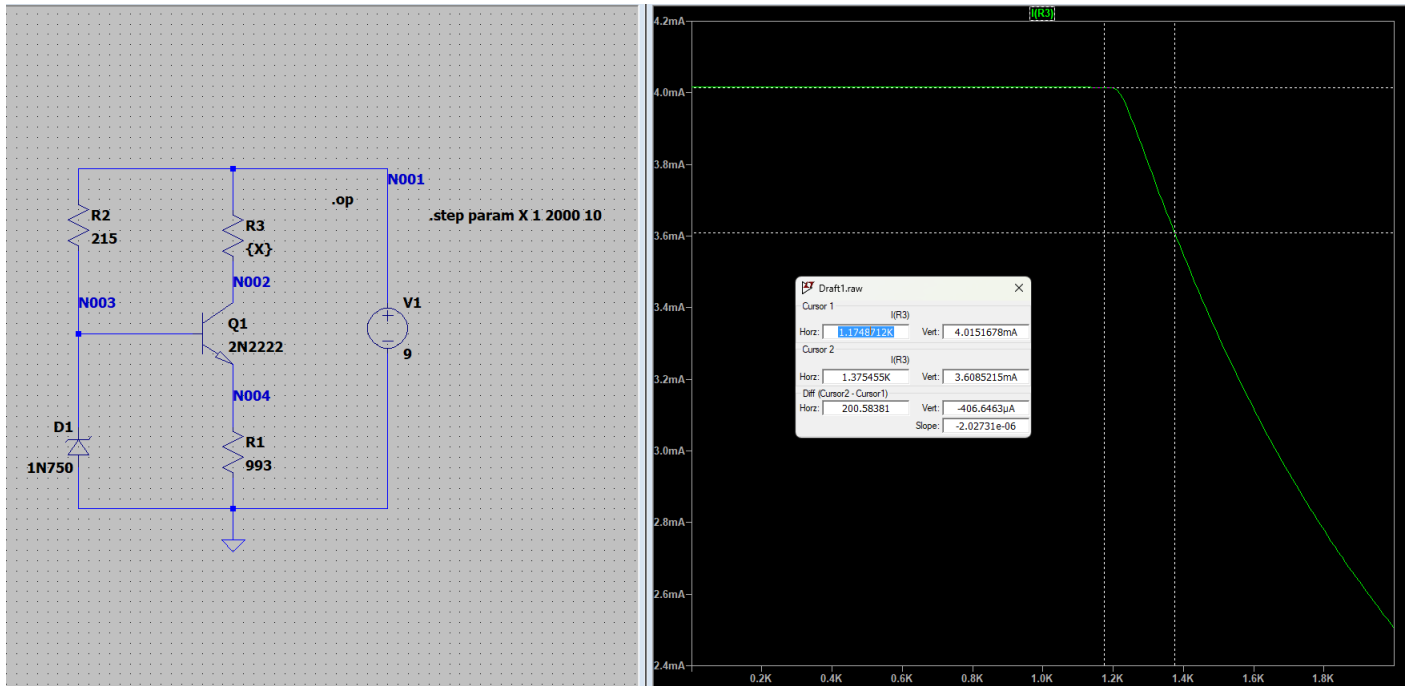 N001
.op
.step param X 1 2000 10
R2
215
R3
{X}
N002
N003
Q1
2N2222
V1
9
N004
D1
1N750
R1
993
I(R3)
4.2mA
4.0mA
3.8mA
3.6mA
3.4mA
3.2mA
3.0mA
2.8mA
2.6mA
2.4mA
0.2K 0.4K 0.6K 0.8K 1.0K 1.2K 1.4K 1.6K 1.8K
Draft1.raw
Cursor 1
I(R3)
Horz: 1.1748712K Vert: 4.0151678mA
Cursor 2
I(R3)
Horz: 1.375455K Vert: 3.6085215mA
Diff (Cursor2 - Cursor1)
Horz: 200.58381 Vert: -406.6463µA
Slope: -2.02731e-06